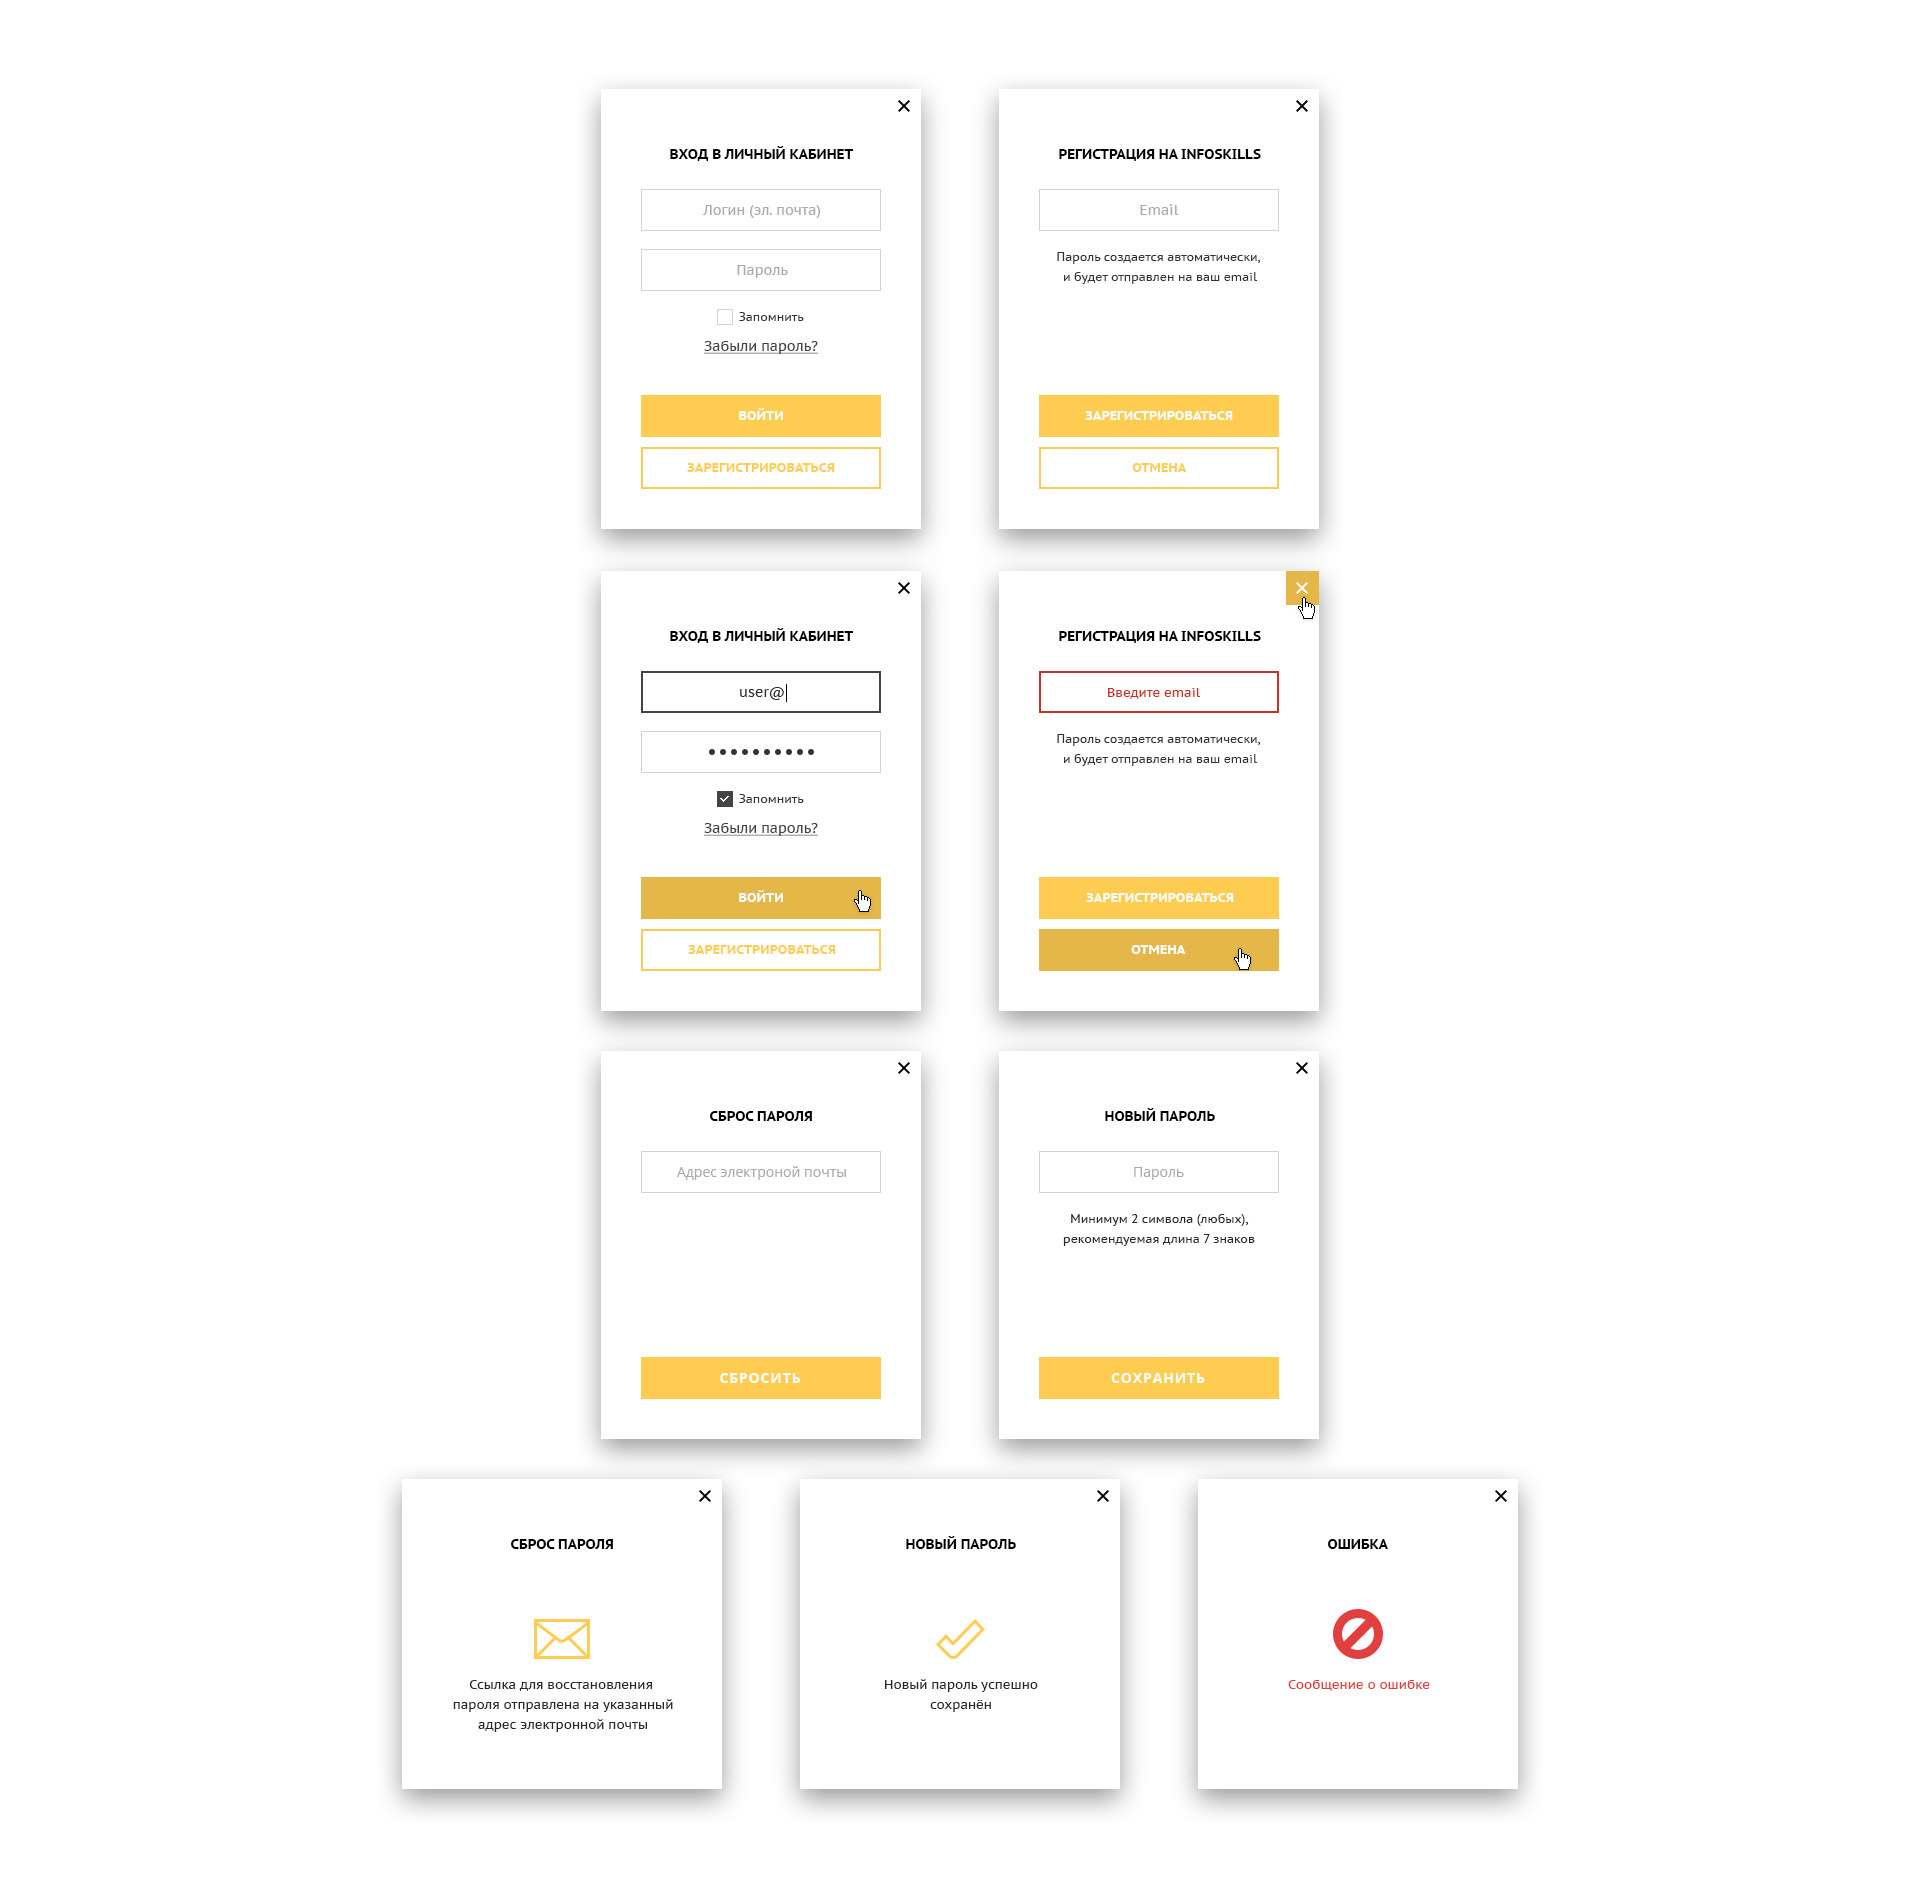 ВХОД В ЛИЧНЫЙ КАБИНЕТ
Логин (эл. почта)
Пароль
Запомнить
Забыли пароль?
ВОЙТИ
ЗАРЕГИСТРИРОВАТЬСЯ
РЕГИСТРАЦИЯ НА INFOSKILLS
Email
Пароль создается автоматически,
и будет отправлен на ваш email
ЗАРЕГИСТРИРОВАТЬСЯ
ОТМЕНА
ВХОД В ЛИЧНЫЙ КАБИНЕТ
user@
Запомнить
Забыли пароль?
ВОЙТИ
ЗАРЕГИСТРИРОВАТЬСЯ
РЕГИСТРАЦИЯ НА INFOSKILLS
Введите email
Пароль создается автоматически,
и будет отправлен на ваш email
ЗАРЕГИСТРИРОВАТЬСЯ
ОТМЕНА
СБРОС ПАРОЛЯ
Адрес электроной почты
СБРОСИТЬ
НОВЫЙ ПАРОЛЬ
Пароль
Минимум 2 символа (любых),
рекомендуемая длина 7 знаков
СОХРАНИТЬ
СБРОС ПАРОЛЯ
Ссылка для восстановления
пароля отправлена на указанный
адрес электронной почты
НОВЫЙ ПАРОЛЬ
Новый пароль успешно
сохранён
ОШИБКА
Сообщение о ошибке